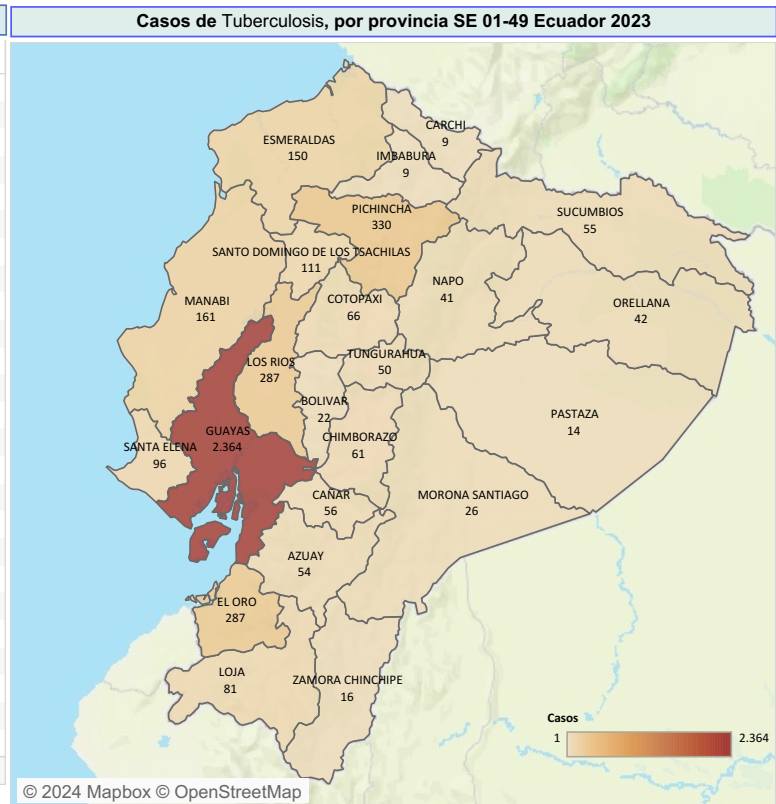 Casos de Tuberculosis, por provincia SE 01-49 Ecuador 2023
CARCHI
9
ESMERALDAS
150
IMBABURA
9
PICHINCHA
330
SUCUMBIOS
55
SANTO DOMINGO DE LOS TSACHILAS
111
NAPO
41
COTOPAXI
66
MANABI
161
ORELLANA
42
TUNGURAHUA
50
LOS RIOS
287
BOLIVAR
22
PASTAZA
14
GUAYAS
2.364
CHIMBORAZO
61
SANTA ELENA
96
CAÑAR
56
MORONA SANTIAGO
26
AZUAY
54
EL ORO
287
LOJA
81
ZAMORA CHINCHIPE
16
Casos
1 2.364
© 2024 Mapbox © OpenStreetMap